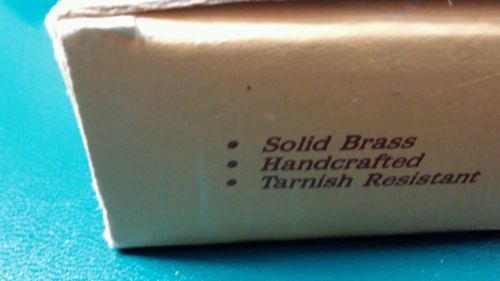 • Solid Brass
• Handcrafted
• Tarnish Resistant